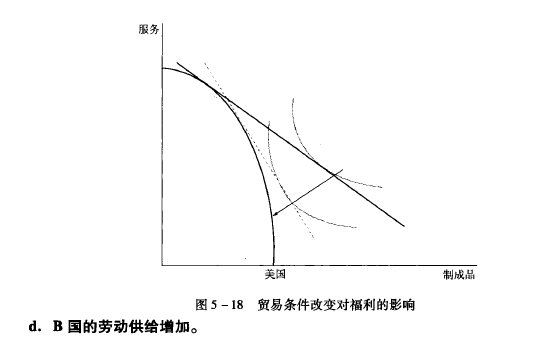 服务
美国
制成品
图 5-18 贸易条件改变对福利的影响
d. B 国的劳动供给增加。